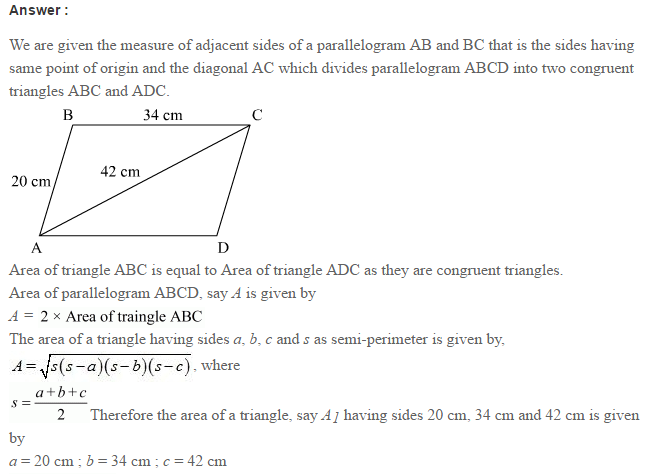 Answer :
We are given the measure of adjacent sides of a parallelogram AB and BC that is the sides having
same point of origin and the diagonal AC which divides parallelogram ABCD into two congruent
triangles ABC and ADC.
B 34 cm C
42 cm
20 cm
A D
Area of triangle ABC is equal to Area of triangle ADC as they are congruent triangles.
Area of parallelogram ABCD, say A is given by
A = 2 × Area of traingle ABC
The area of a triangle having sides a, b, c and s as semi-perimeter is given by,
A = √s(s−a)(s−b)(s−c), where
s = a+b+c / 2 Therefore the area of a triangle, say A1 having sides 20 cm, 34 cm and 42 cm is given
by
a = 20 cm ; b = 34 cm ; c = 42 cm